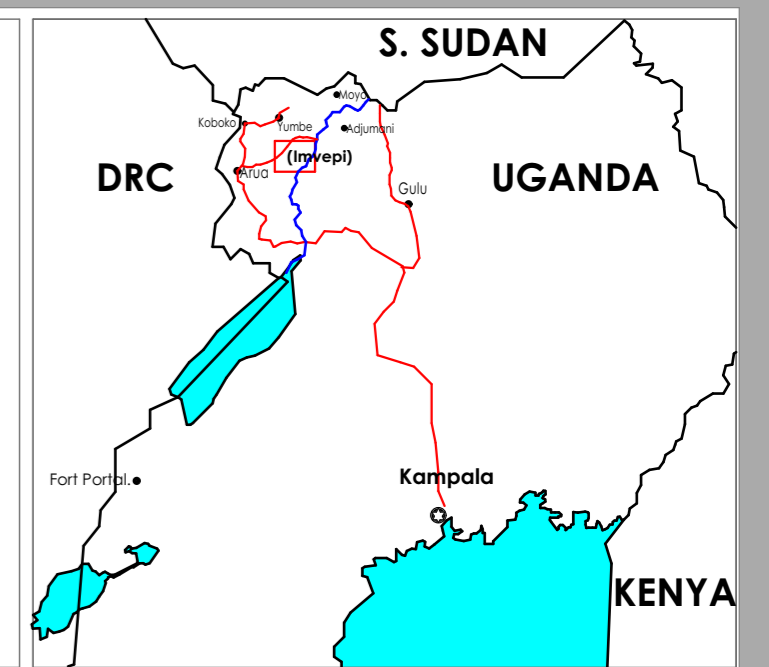 S. SUDAN
Moyo
Koboko
Yumbe
Adjumani
(Imvepi)
DRC
Arua
UGANDA
Gulu
Kampala
Fort Portal.
KENYA